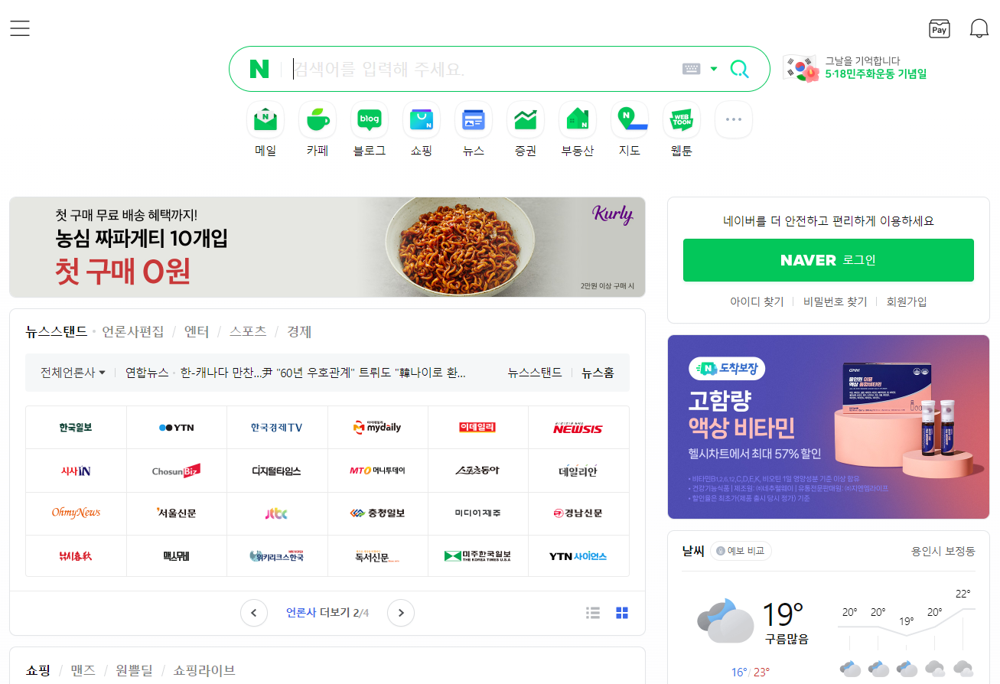 Pay
N
검색어를 입력해 주세요.
그날을 기억합니다
5·18민주화운동 기념일
N
blog
N
N
N
WEB
TOON
메일
카페
블로그
쇼핑
뉴스
증권
부동산
지도
웹툰
첫 구매 무료 배송 혜택까지!
농심 짜파게티 10개입
첫 구매 0원
Kurly
2만원 이상 구매 시
네이버를 더 안전하고 편리하게 이용하세요
NAVER 로그인
아이디 찾기
비밀번호 찾기
회원가입
뉴스스탠드 · 언론사편집 / 엔터 / 스포츠 / 경제
전체언론사
연합뉴스 · 한-캐나다 만찬…尹 "60년 우호관계" 트뤼도 "韓나이로 환…
뉴스스탠드
뉴스홈
한국일보
YTN
한국경제TV
mydaily
이데일리
NEWSIS
시사IN
ChosunBiz
디지털타임스
MTO 머니투데이
스포츠동아
데일리안
OhmyNews
서울신문
jtbc
충청일보
미디어제주
경남신문
낚시春秋
맥스무비
위키리크스한국
독서신문
미주한국일보
THE KOREA TIMES U.S.A
YTN 사이언스
언론사 더보기 2/4
N 도착보장
고함량
액상 비타민
헬시차트에서 최대 57% 할인
• 비타민B1,2,6,12,C,D,E,K, 비오틴 1일 영양성분 기준 이상 함유
• 건강기능식품 | 제조원: ㈜네추럴웨이 | 유통전문판매원: ㈜지엔엠라이프
• 할인율은 최초가(제품 출시 당시 정가) 기준
GNM
올인원 이뮨
액상 종합비타민
날씨
예보 비교
용인시 보정동
19°
구름많음
16° / 23°
20°
20°
19°
20°
22°
쇼핑 / 맨즈 / 원쁠딜 / 쇼핑라이브